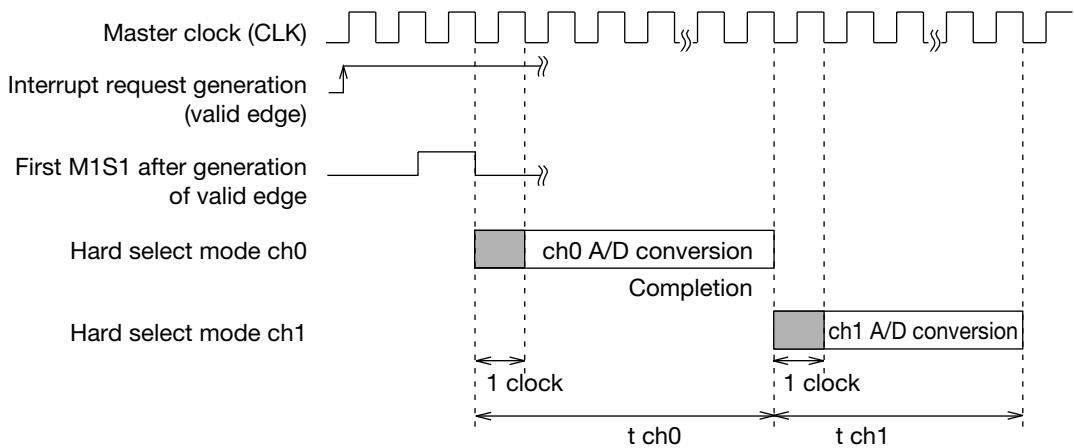 Master clock (CLK)
Interrupt request generation
(valid edge)
First M1S1 after generation
of valid edge
Hard select mode ch0
ch0 A/D conversion
Completion
Hard select mode ch1
ch1 A/D conversion
1 clock
1 clock
t ch0
t ch1